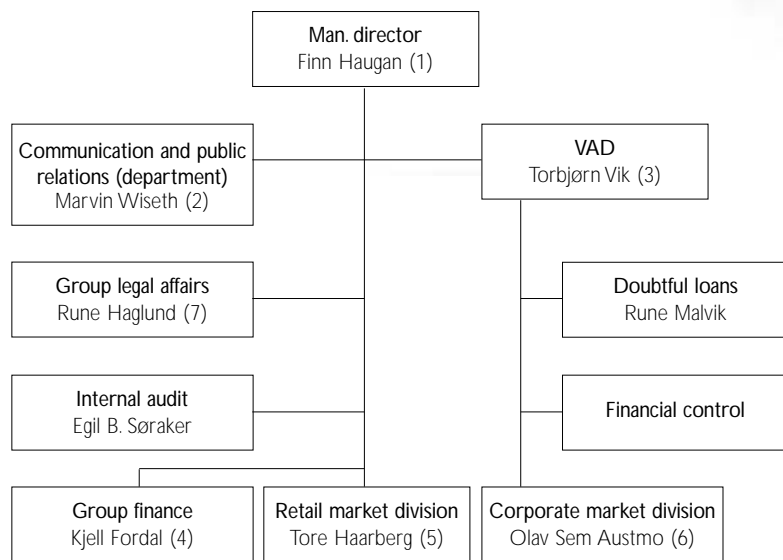 Man. director
Finn Haugan (1)
Communication and public
relations (department)
Marvin Wiseth (2)
VAD
Torbjørn Vik (3)
Group legal affairs
Rune Haglund (7)
Doubtful loans
Rune Malvik
Internal audit
Egil B. Søraker
Financial control
Group finance
Kjell Fordal (4)
Retail market division
Tore Haarberg (5)
Corporate market division
Olav Sem Austmo (6)